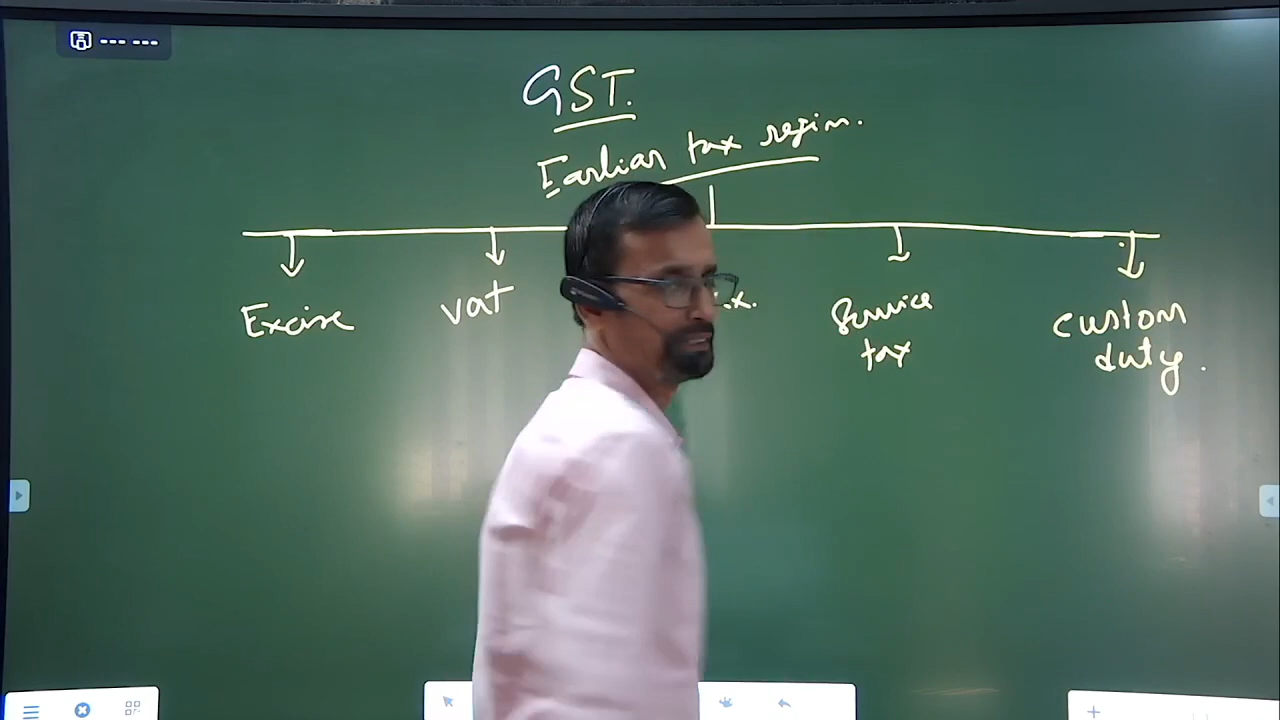 GST.
Earlier tax regim.
Excise
vat
Service
tax
custom
duty.